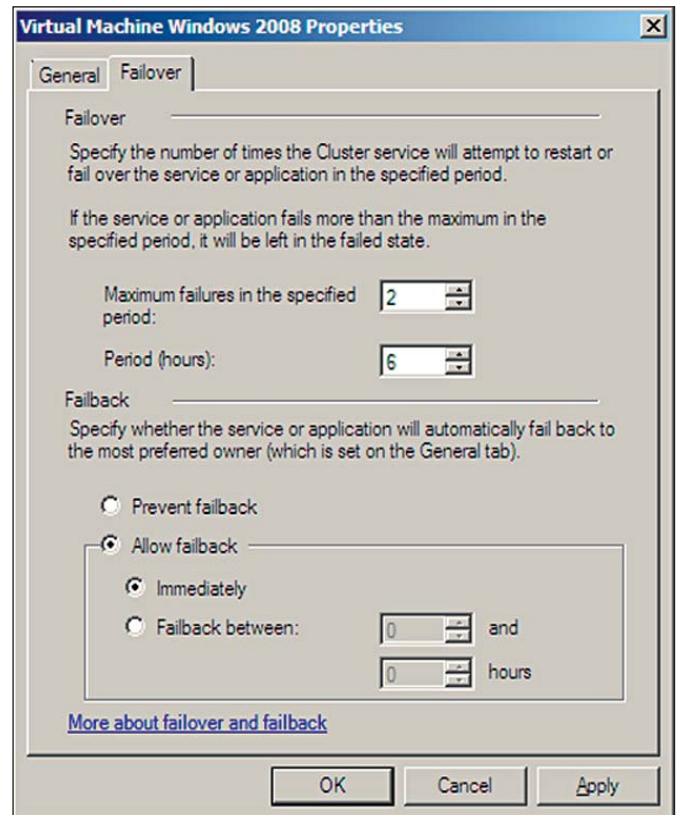 Virtual Machine Windows 2008 Properties
General Failover
Failover
Specify the number of times the Cluster service will attempt to restart or
fail over the service or application in the specified period.
If the service or application fails more than the maximum in the
specified period, it will be left in the failed state.
Maximum failures in the specified
period:
2
Period (hours):
6
Failback
Specify whether the service or application will automatically fail back to
the most preferred owner (which is set on the General tab).
Prevent failback
Allow failback
Immediately
Failback between:
0 and
0 hours
More about failover and failback
OK Cancel Apply